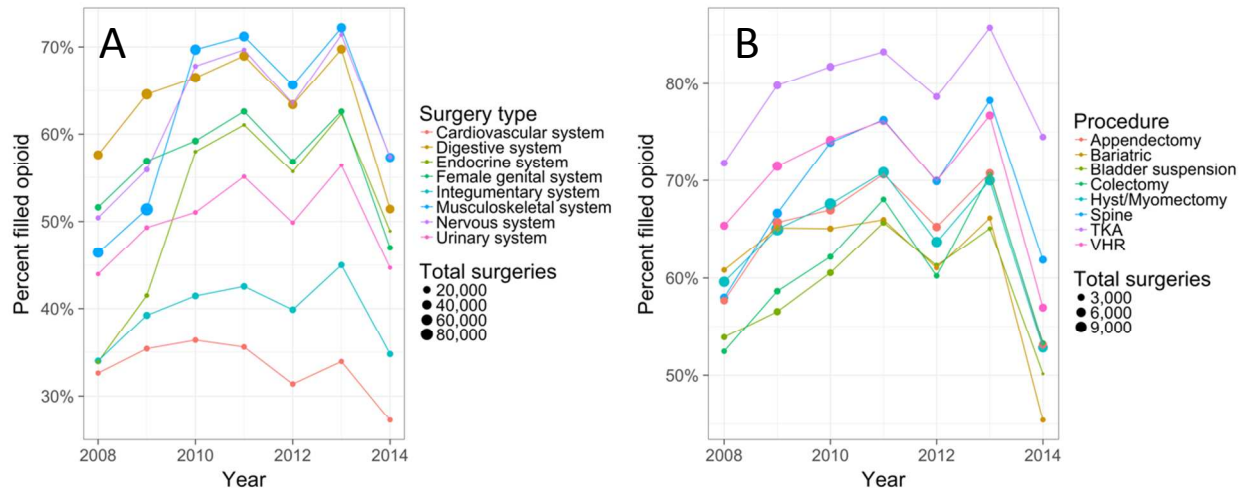 A
Percent filled opioid
70%
60%
50%
40%
30%
2008
2010
2012
2014
Year
Surgery type
Cardiovascular system
Digestive system
Endocrine system
Female genital system
Integumentary system
Musculoskeletal system
Nervous system
Urinary system
Total surgeries
20,000
40,000
60,000
80,000
B
Percent filled opioid
80%
70%
60%
50%
2008
2010
2012
2014
Year
Procedure
Appendectomy
Bariatric
Bladder suspension
Colectomy
Hyst/Myomectomy
Spine
TKA
VHR
Total surgeries
3,000
6,000
9,000